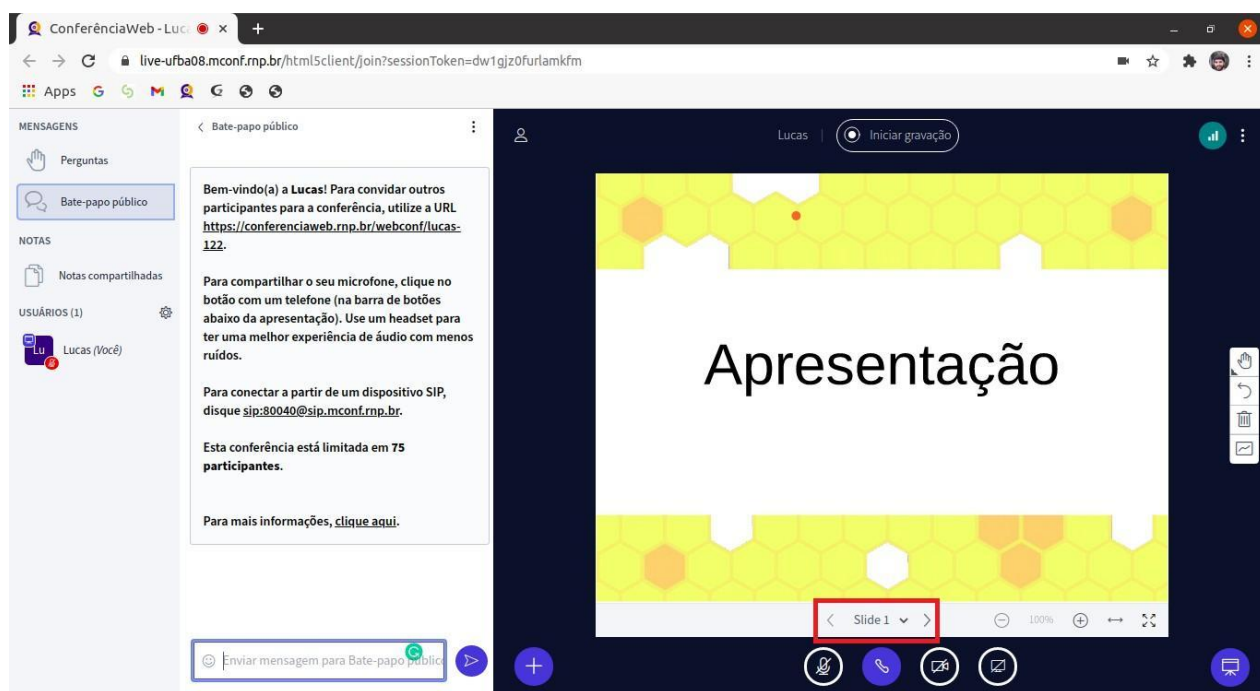 ConferênciaWeb - Luc
live-ufba08.mconf.rnp.br/html5client/join?sessionToken=dw1gjz0furlamkfm
Apps
MENSAGENS
Perguntas
Bate-papo público
NOTAS
Notas compartilhadas
USUÁRIOS (1)
Lu
Lucas (Você)
Bate-papo público
Bem-vindo(a) a Lucas! Para convidar outros
participantes para a conferência, utilize a URL
https://conferenciaweb.rnp.br/webconf/lucas-
122.
Para compartilhar o seu microfone, clique no
botão com um telefone (na barra de botões
abaixo da apresentação). Use um headset para
ter uma melhor experiência de áudio com menos
ruídos.
Para conectar a partir de um dispositivo SIP,
disque sip:80040@sip.mconf.rnp.br.
Esta conferência está limitada em 75
participantes.
Para mais informações, clique aqui.
Enviar mensagem para Bate-papo público
Lucas | Iniciar gravação
Apresentação
Slide 1
100%